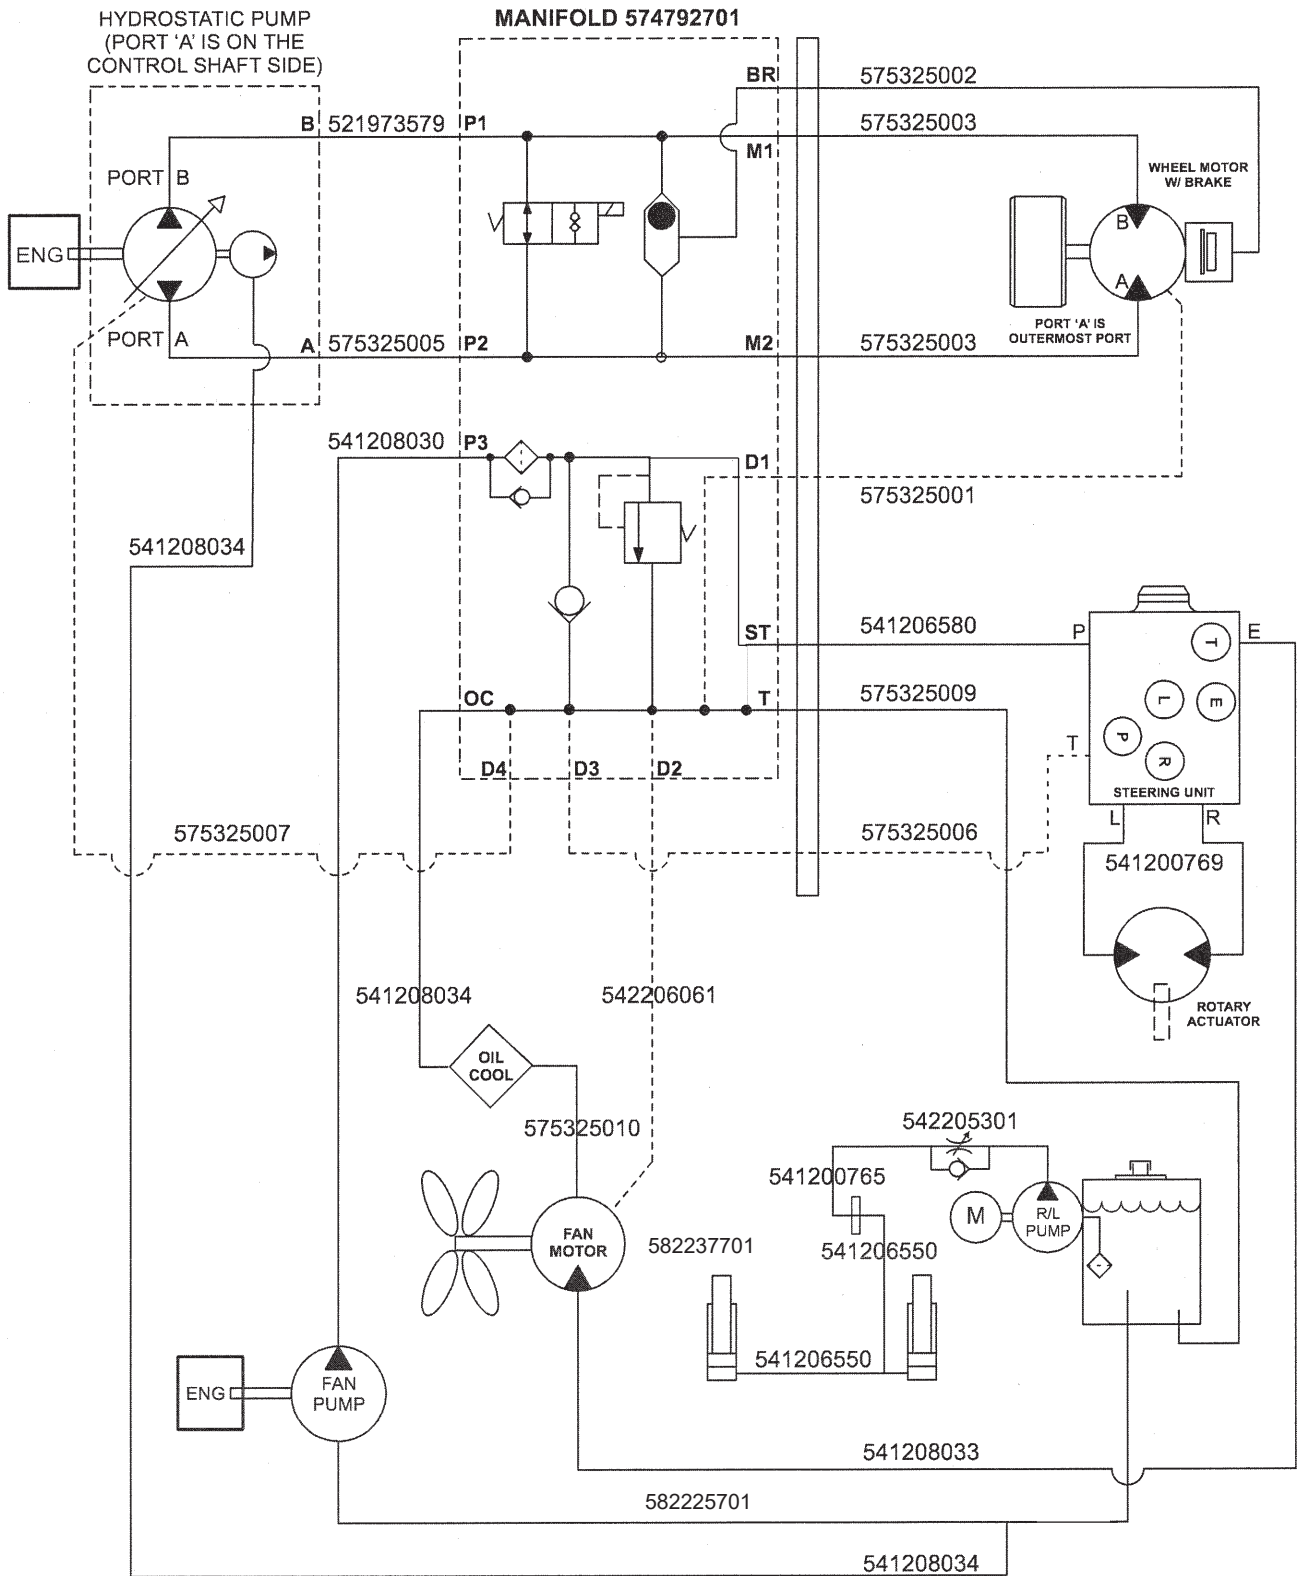 HYDROSTATIC PUMP
(PORT ‘A’ IS ON THE
CONTROL SHAFT SIDE)
MANIFOLD 574792701
BR
575325002
B
521973579
P1
575325003
M1
WHEEL MOTOR
W/ BRAKE
PORT B
B
ENG
A
PORT ‘A’ IS
OUTERMOST PORT
PORT A
A
575325005
P2
M2
575325003
541208030
P3
D1
575325001
541208034
ST
541206580
P
T
E
OC
T
575325009
L
E
P
T
R
STEERING UNIT
D4
D3
D2
L
R
575325007
575325006
541200769
541208034
542206061
ROTARY
ACTUATOR
OIL
COOL
575325010
542205301
541200765
M
R/L
PUMP
FAN
MOTOR
582237701
541206550
541206550
ENG
FAN
PUMP
541208033
582225701
541208034